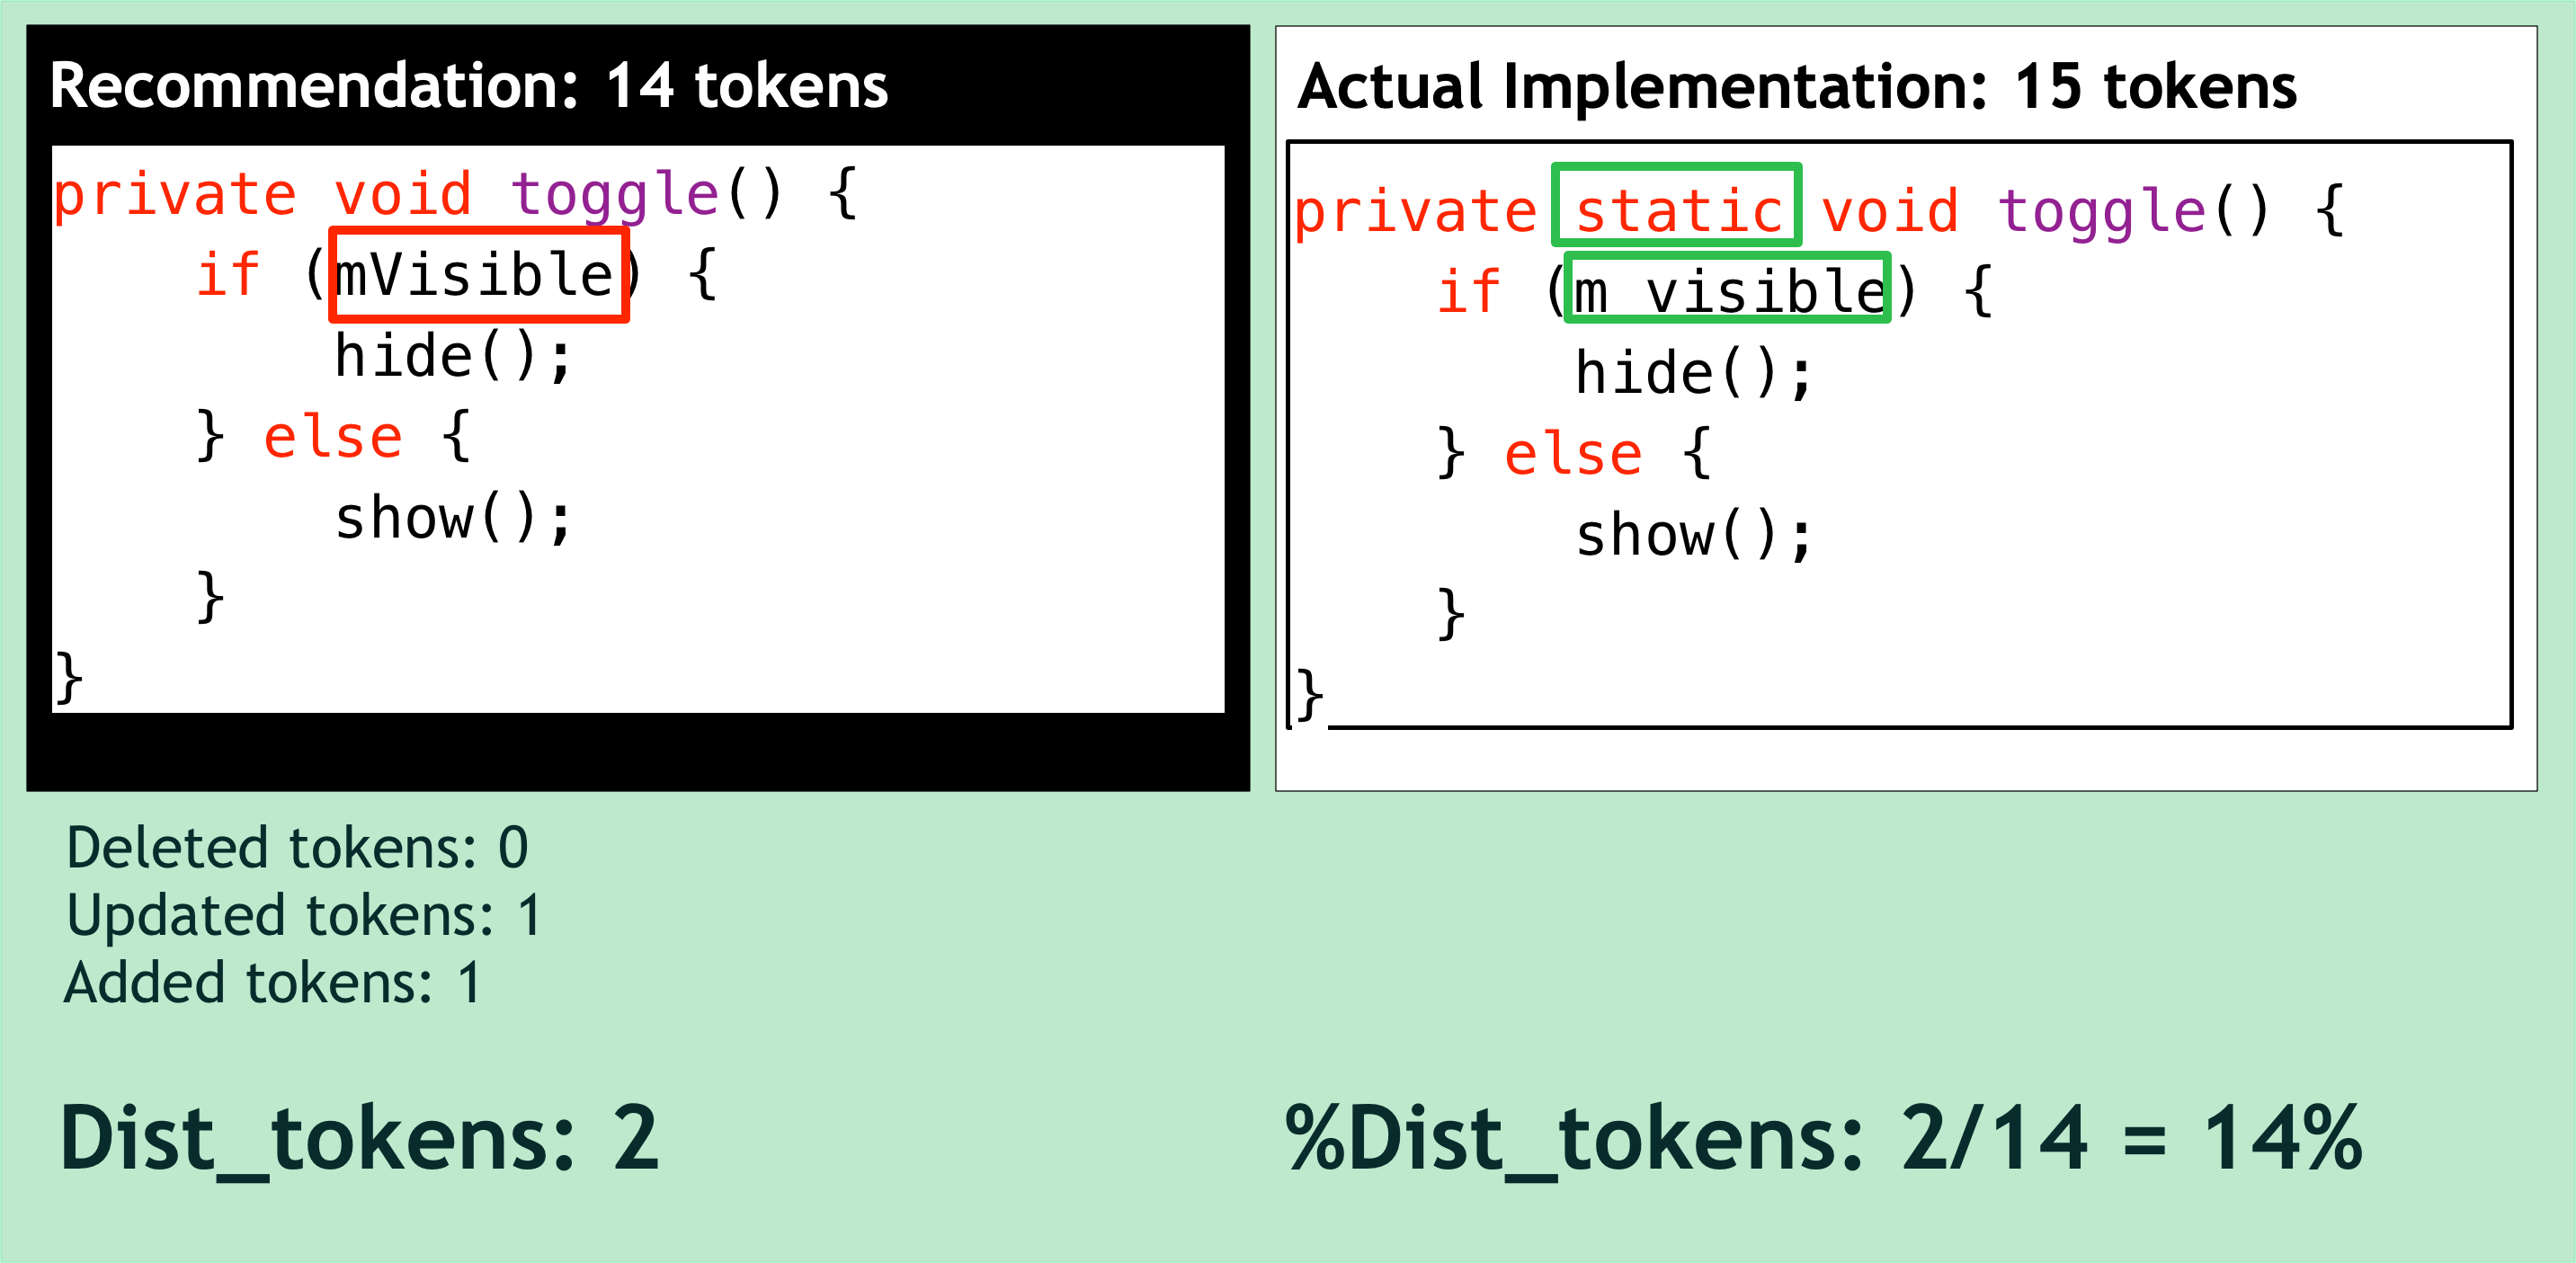 Recommendation: 14 tokens
private void toggle() {
if (mVisible) {
hide();
} else {
show();
}
}
Actual Implementation: 15 tokens
private static void toggle() {
if (m visible) {
hide();
} else {
show();
}
}
Deleted tokens: 0
Updated tokens: 1
Added tokens: 1
Dist_tokens: 2
%Dist_tokens: 2/14 = 14%